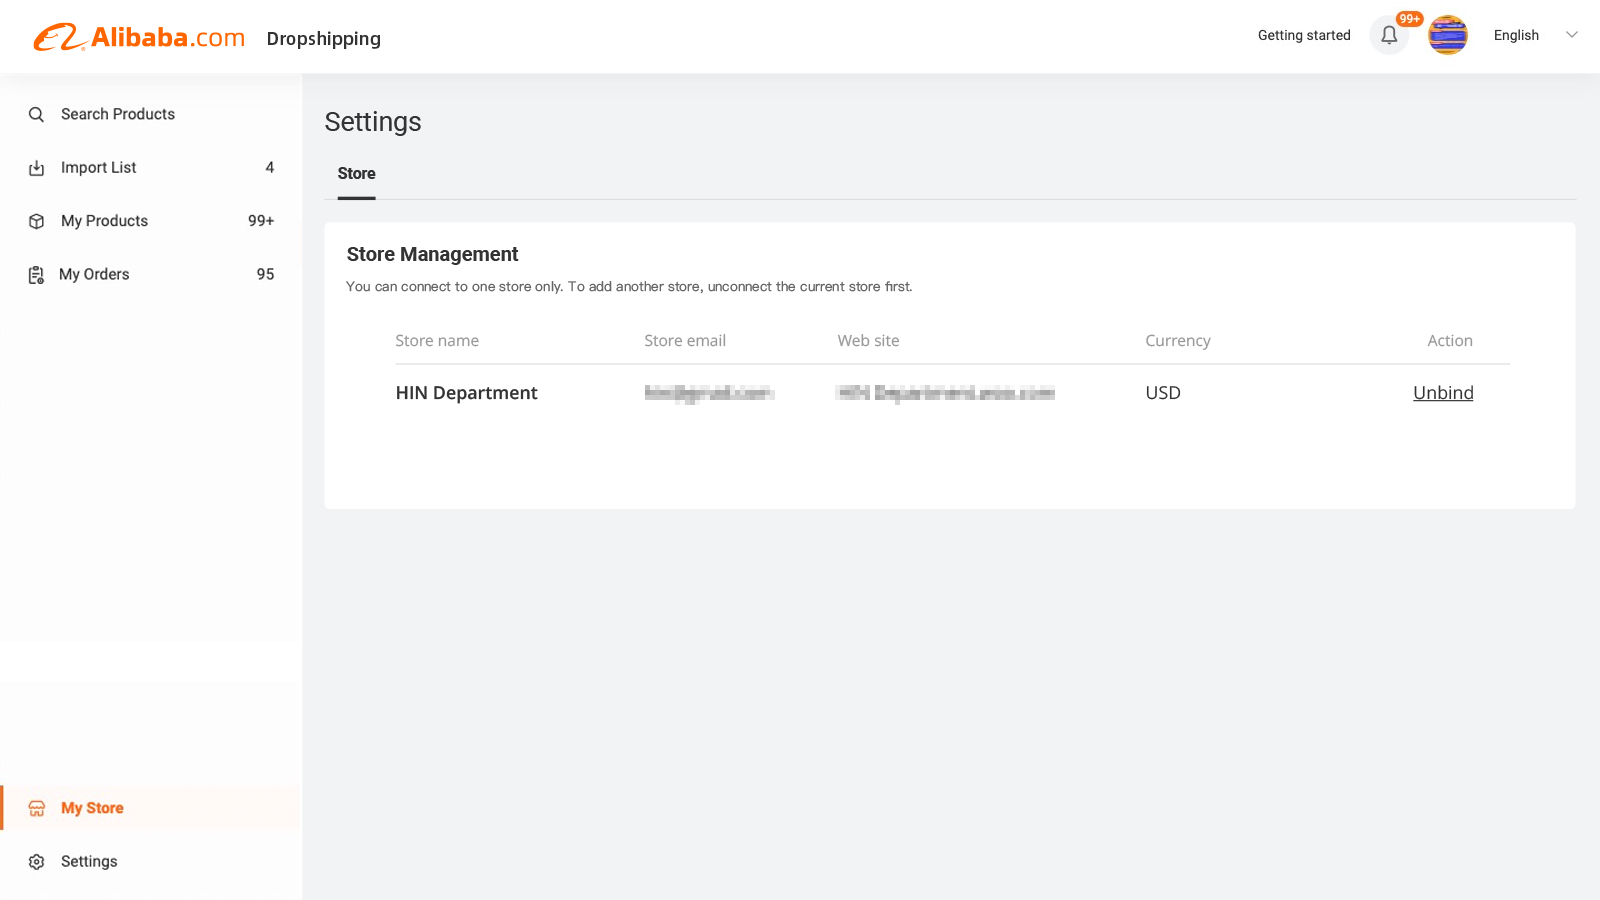 Alibaba.com Dropshipping
Getting started
99+
English
Search Products
Import List 4
My Products 99+
My Orders 95
My Store
Settings
Settings
Store
Store Management
You can connect to one store only. To add another store, unconnect the current store first.
Store name Store email Web site Currency Action
HIN Department USD Unbind